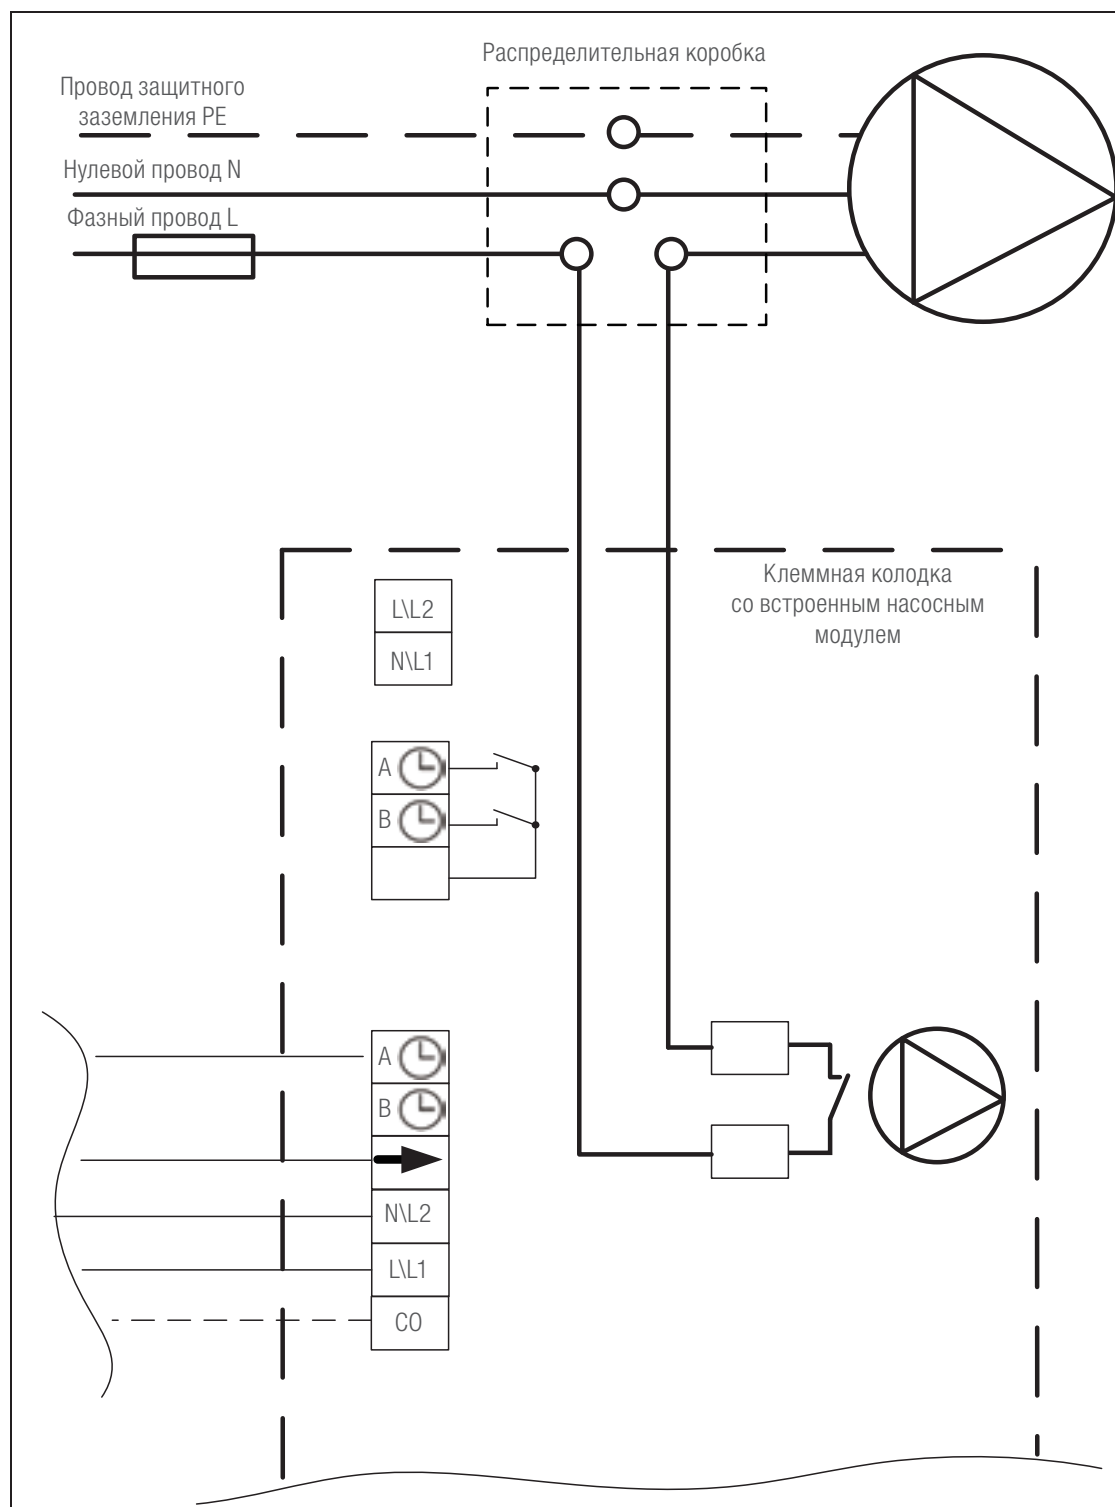 Распределительная коробка
Провод защитного
заземления PE
Нулевой провод N
Фазный провод L
Клеммная колодка
со встроенным насосным
модулем
L\L2
N\L1
A
B
A
B
N\L2
L\L1
CO